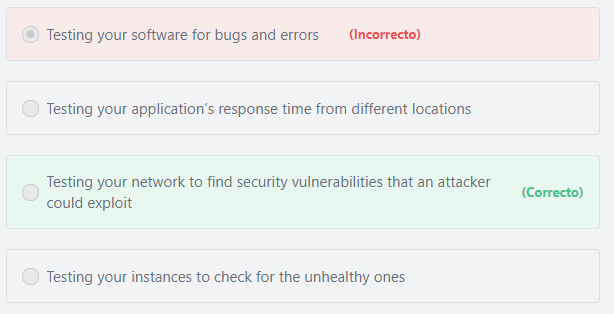 Testing your software for bugs and errors (Incorrecto)
Testing your application's response time from different locations
Testing your network to find security vulnerabilities that an attacker
could exploit
(Correcto)
Testing your instances to check for the unhealthy ones